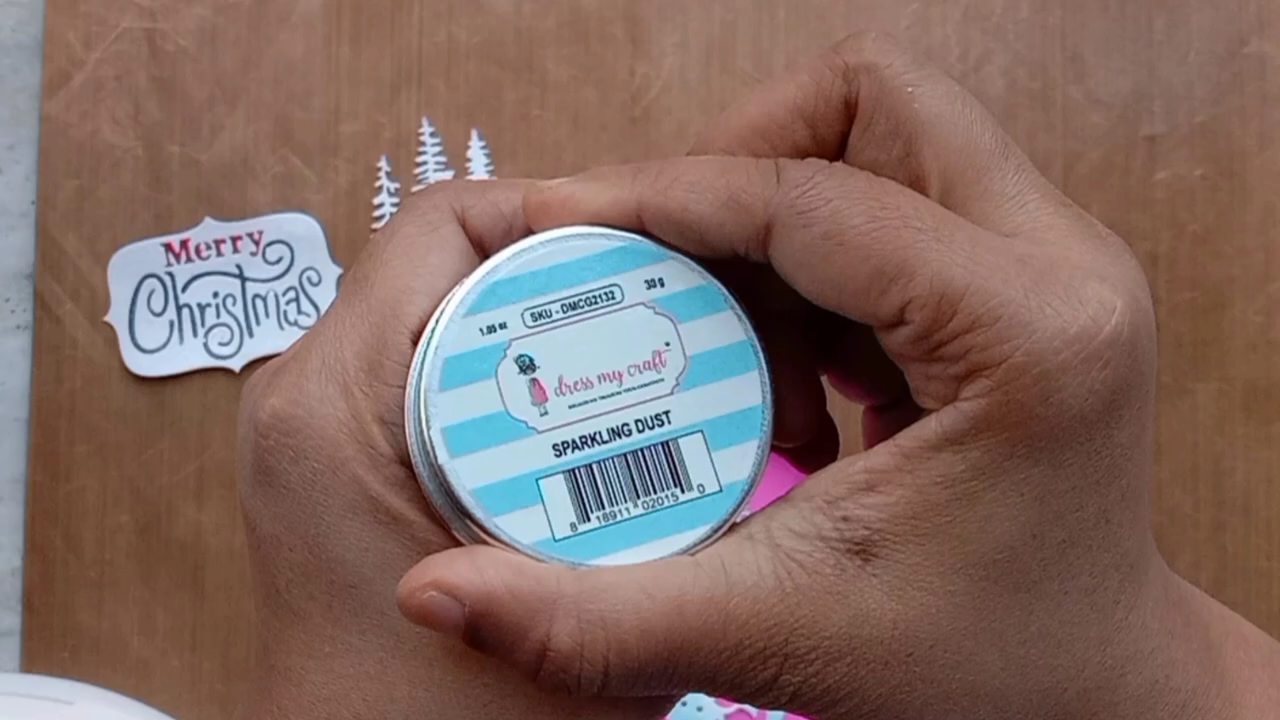 Merry
Christmas
1.05 oz
SKU - DMCG2132
30 g
dress my craft
SPARKLING DUST
8 18911 02015 0